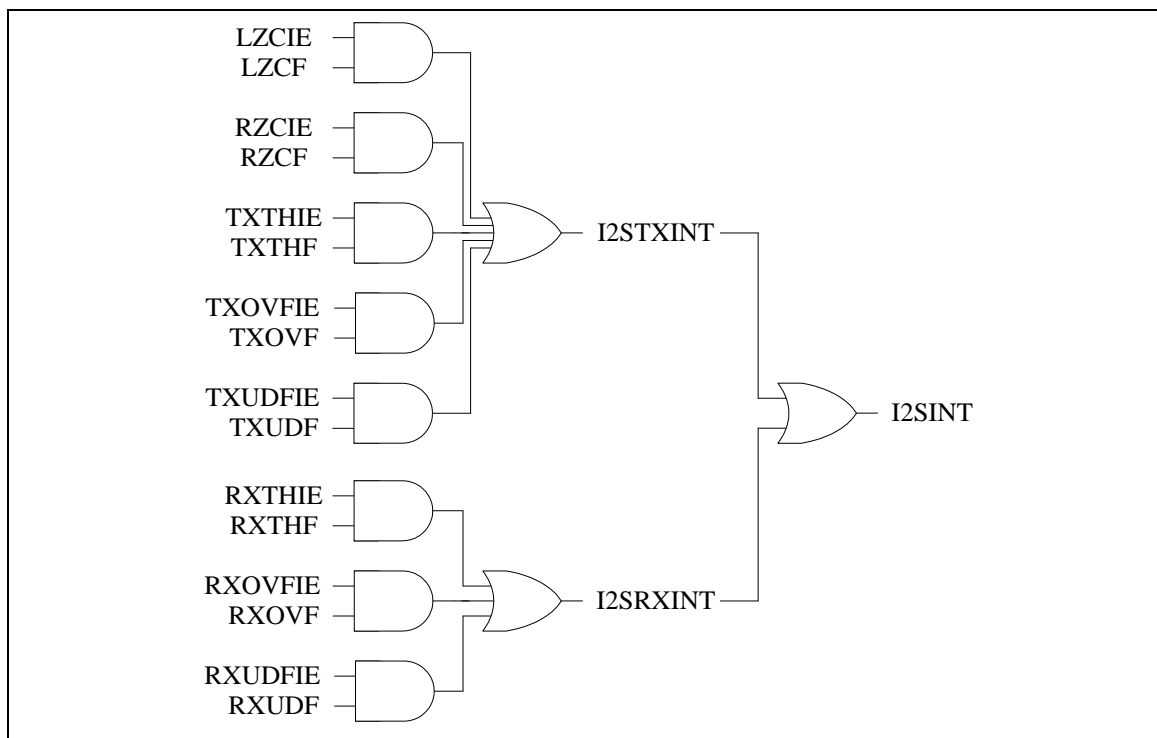 LZCIE
LZCF
RZCIE
RZCF
TXTHIE
TXTHF
I2STXINT
TXOVFIE
TXOVF
TXUDFIE
TXUDF
I2SINT
RXTHIE
RXTHF
RXOVFIE
RXOVF
I2SRXINT
RXUDFIE
RXUDF